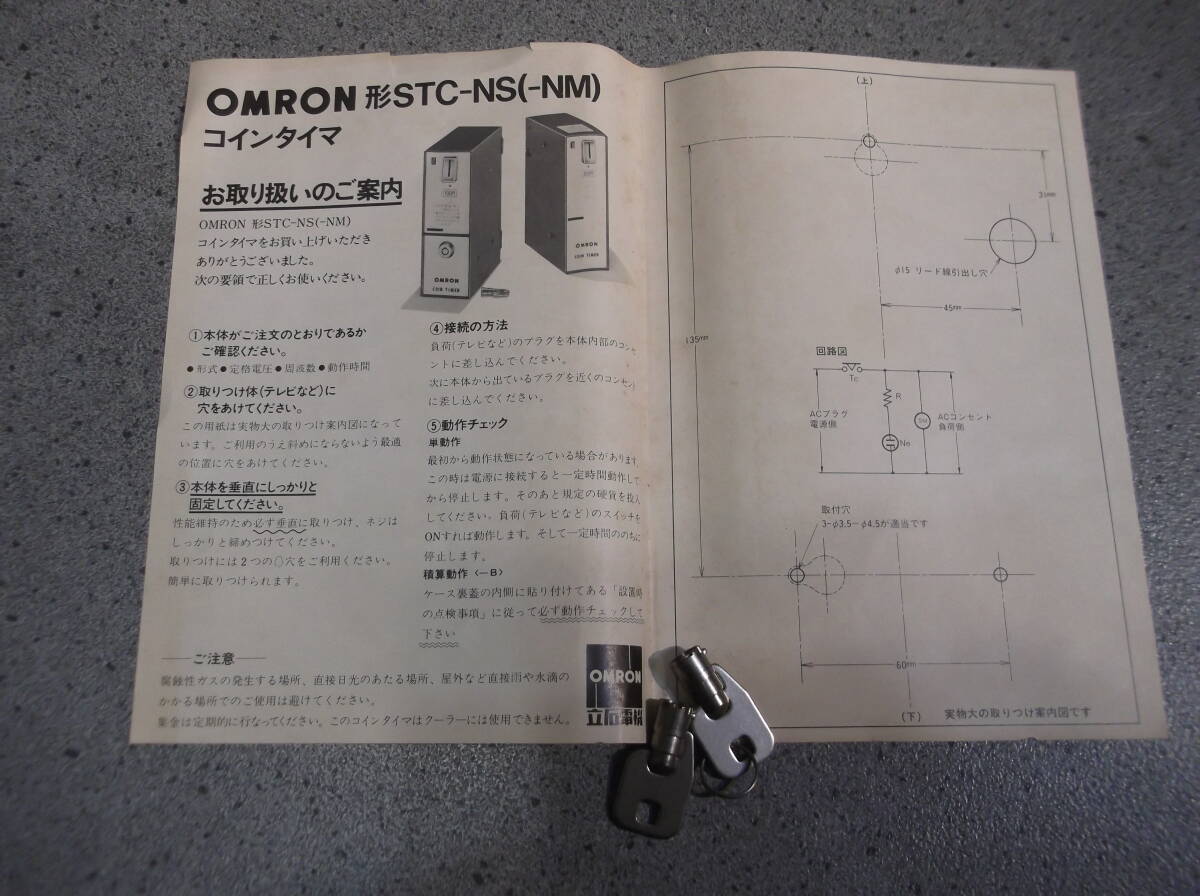 OMRON 形STC-NS(-NM)
コインタイマ
お取り扱いのご案内
OMRON 形STC-NS(-NM)
コインタイマをお買い上げいただき
ありがとうございました。
次の要領で正しくお使いください。
①本体がご注文のとおりであるか
ご確認ください。
●形式●定格電圧●周波数●動作時間
②取りつけ体(テレビなど)に
穴をあけてください。
この用紙は実物大の取りつけ案内図になって
います。ご利用のうえ斜めにならないよう最適
の位置に穴をあけてください。
③本体を垂直にしっかりと
固定してください。
性能維持のため必ず垂直に取りつけ、ネジは
しっかりと締めつけてください。
取りつけには2つの穴をご利用ください。
簡単に取りつけられます。
OMRON
COIN TIMER
OMRON
COIN TIMER
④接続の方法
負荷(テレビなど)のプラグを本体内部のコンセ
ントに差し込んでください。
次に本体から出ているプラグを近くのコンセント
に差し込んでください。
⑤動作チェック
単動作
最初から動作状態になっている場合があります。
この時は電源に接続すると一定時間動作して
から停止します。そのあと規定の硬貨を投入
してください。負荷(テレビなど)のスイッチを
ONすれば動作します。そして一定時間ののちに
停止します。
積算動作〈-B〉
ケース裏蓋の内側に貼り付けてある「設置時
の点検事項」に従って必ず動作チェックして
下さい
ご注意
腐蝕性ガスの発生する場所、直接日光のあたる場所、屋外など直接雨や水滴の
かかる場所でのご使用は避けてください。
集金は定期的に行なってください。このコインタイマはクーラーには使用できません。
OMRON
立石電機
(上)
31mm
φ15 リード線引出し穴
45mm
135mm
回路図
Tc
R
ACプラグ
電源側
SM
ACコンセント
負荷側
Ne
取付穴
3-φ3.5-φ4.5が適当です
60mm
(下)
実物大の取りつけ案内図です